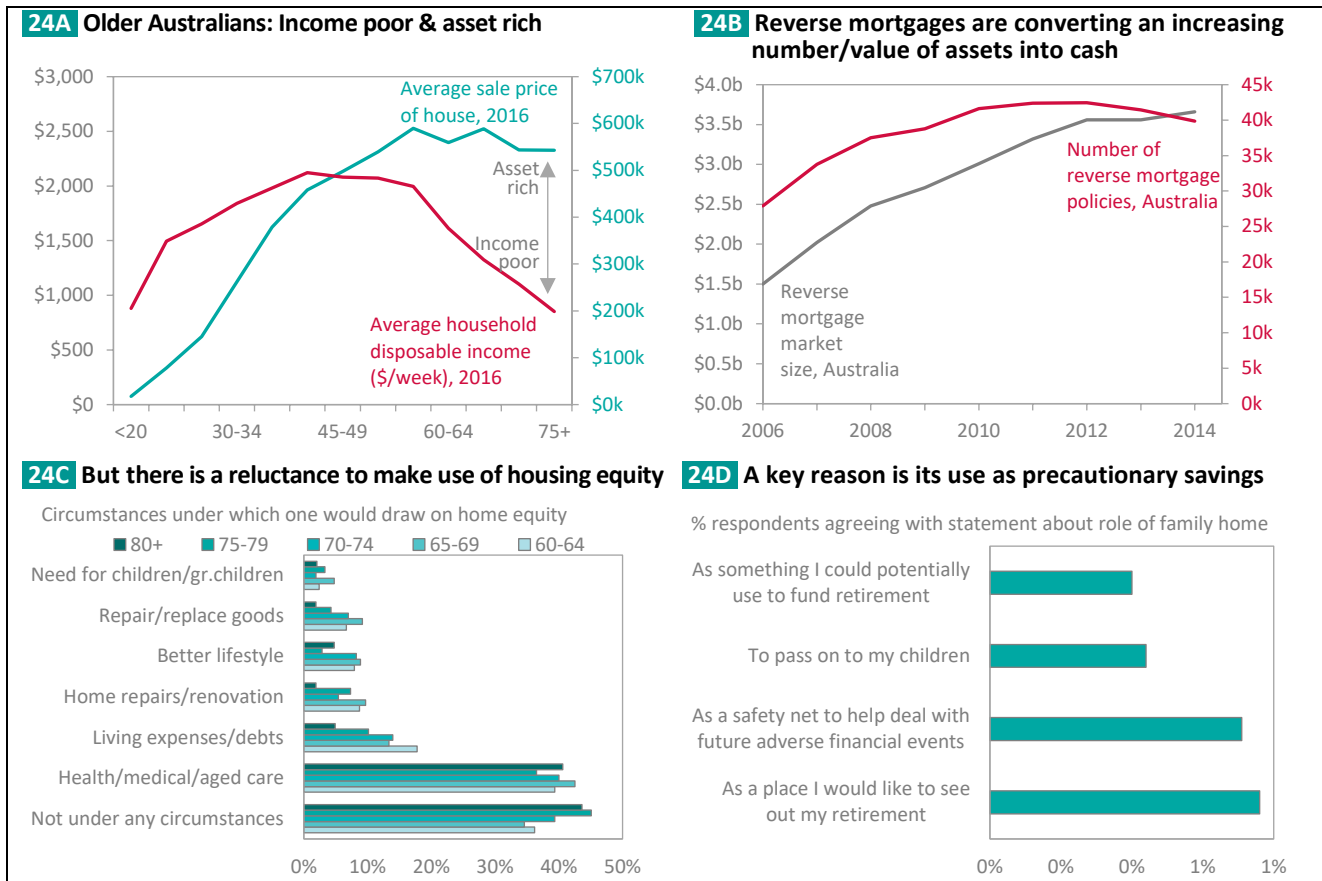 24A Older Australians: Income poor & asset rich
$3,000
$2,500
$2,000
$1,500
$1,000
$500
$0
$700k
$600k
$500k
$400k
$300k
$200k
$100k
$0k
Average sale price
of house, 2016
Asset
rich
Income
poor
Average household
disposable income
($/week), 2016
<20 30-34 45-49 60-64 75+
24B Reverse mortgages are converting an increasing
number/value of assets into cash
$4.0b
$3.5b
$3.0b
$2.5b
$2.0b
$1.5b
$1.0b
$0.5b
$0.0b
45k
40k
35k
30k
25k
20k
15k
10k
5k
0k
Number of
reverse mortgage
policies, Australia
Reverse
mortgage
market
size, Australia
2006 2008 2010 2012 2014
24C But there is a reluctance to make use of housing equity
Circumstances under which one would draw on home equity
80+ 75-79 70-74 65-69 60-64
Need for children/gr.children
Repair/replace goods
Better lifestyle
Home repairs/renovation
Living expenses/debts
Health/medical/aged care
Not under any circumstances
0% 10% 20% 30% 40% 50%
24D A key reason is its use as precautionary savings
% respondents agreeing with statement about role of family home
As something I could potentially
use to fund retirement
To pass on to my children
As a safety net to help deal with
future adverse financial events
As a place I would like to see
out my retirement
0% 0% 0% 1% 1%